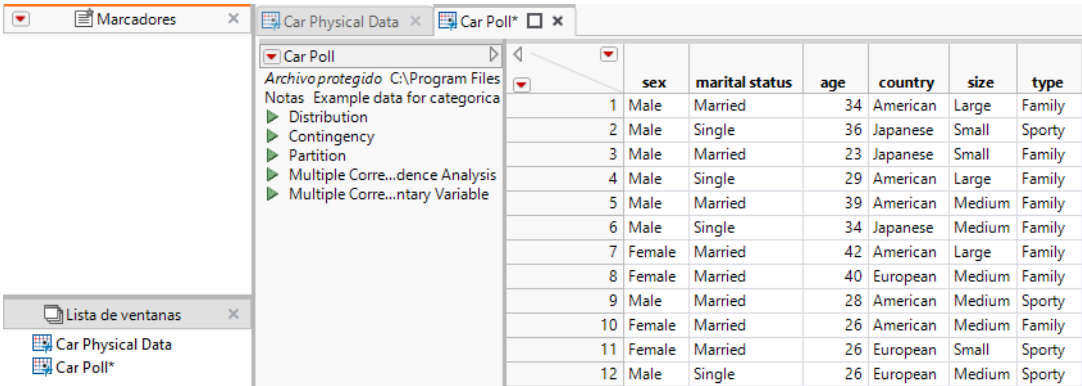 Marcadores
Lista de ventanas
Car Physical Data
Car Poll*
Car Physical Data
Car Poll*
Car Poll
Archivo protegido C:\Program Files
Notas Example data for categorica
Distribution
Contingency
Partition
Multiple Corre...dence Analysis
Multiple Corre...ntary Variable
sex marital status age country size type
1 Male Married 34 American Large Family
2 Male Single 36 Japanese Small Sporty
3 Male Married 23 Japanese Small Family
4 Male Single 29 American Large Family
5 Male Married 39 American Medium Family
6 Male Single 34 Japanese Medium Family
7 Female Married 42 American Large Family
8 Female Married 40 European Medium Family
9 Male Married 28 American Medium Sporty
10 Female Married 26 American Medium Family
11 Female Married 26 European Small Sporty
12 Male Single 26 European Medium Sporty